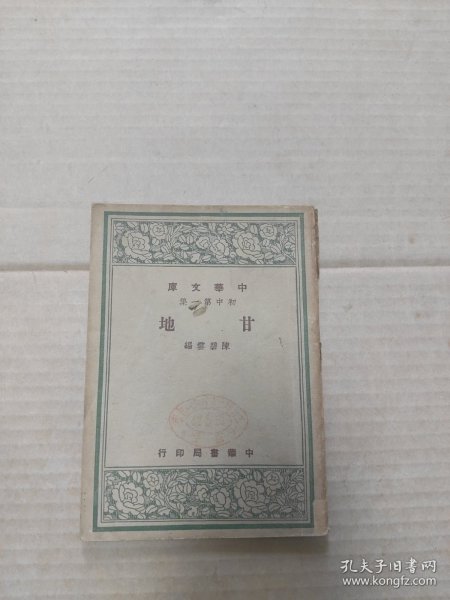 中華文庫
初中第一集
甘地
陳碧雲編
中華書局印行
孔夫子旧书网
www.kongfz.com